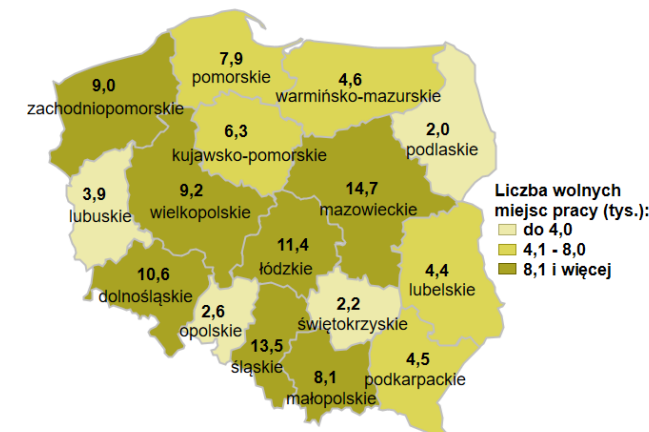 7,9
pomorskie
4,6
warmińsko-mazurskie
9,0
zachodniopomorskie
2,0
podlaskie
6,3
kujawsko-pomorskie
3,9
lubuskie
9,2
wielkopolskie
14,7
mazowieckie
Liczba wolnych
miejsc pracy (tys.):
do 4,0
4,1 - 8,0
8,1 i więcej
11,4
łódzkie
10,6
dolnośląskie
4,4
lubelskie
2,6
opolskie
2,2
świętokrzyskie
13,5
śląskie
8,1
małopolskie
4,5
podkarpackie